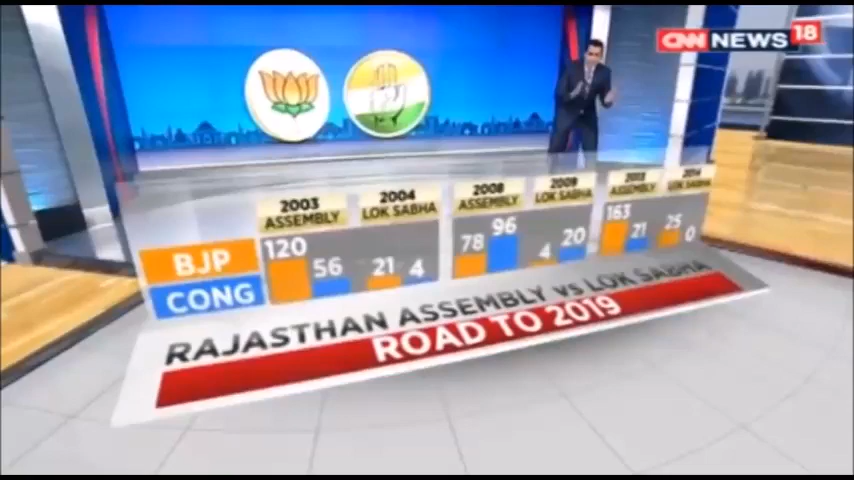 CNN NEWS 18
2003 ASSEMBLY
2004 LOK SABHA
2008 ASSEMBLY
2009 LOK SABHA
2013 ASSEMBLY
2014 LOK SABHA
BJP
CONG
120 56
21 4
78 96
4 20
163 21
25 0
RAJASTHAN ASSEMBLY vs LOK SABHA
ROAD TO 2019